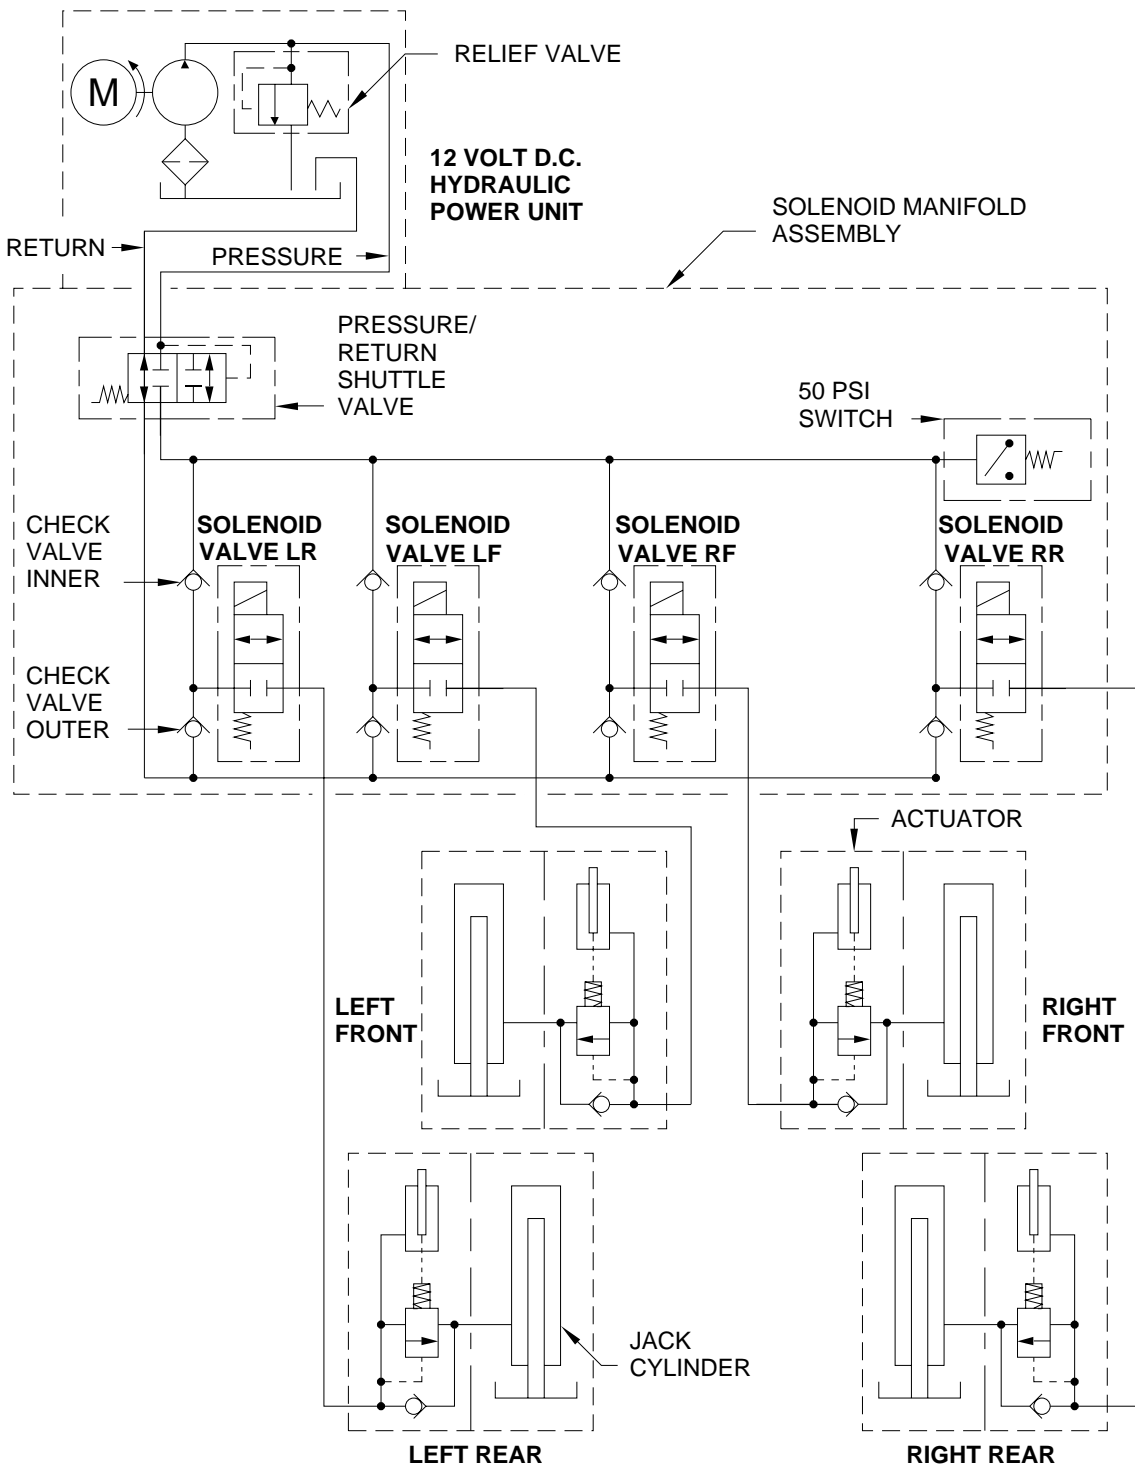 RELIEF VALVE
M
12 VOLT D.C.
HYDRAULIC
POWER UNIT
SOLENOID MANIFOLD
ASSEMBLY
RETURN
PRESSURE
PRESSURE/
RETURN
SHUTTLE
VALVE
50 PSI
SWITCH
CHECK
VALVE
INNER
SOLENOID
VALVE LR
SOLENOID
VALVE LF
SOLENOID
VALVE RF
SOLENOID
VALVE RR
CHECK
VALVE
OUTER
ACTUATOR
LEFT
FRONT
RIGHT
FRONT
JACK
CYLINDER
LEFT REAR
RIGHT REAR